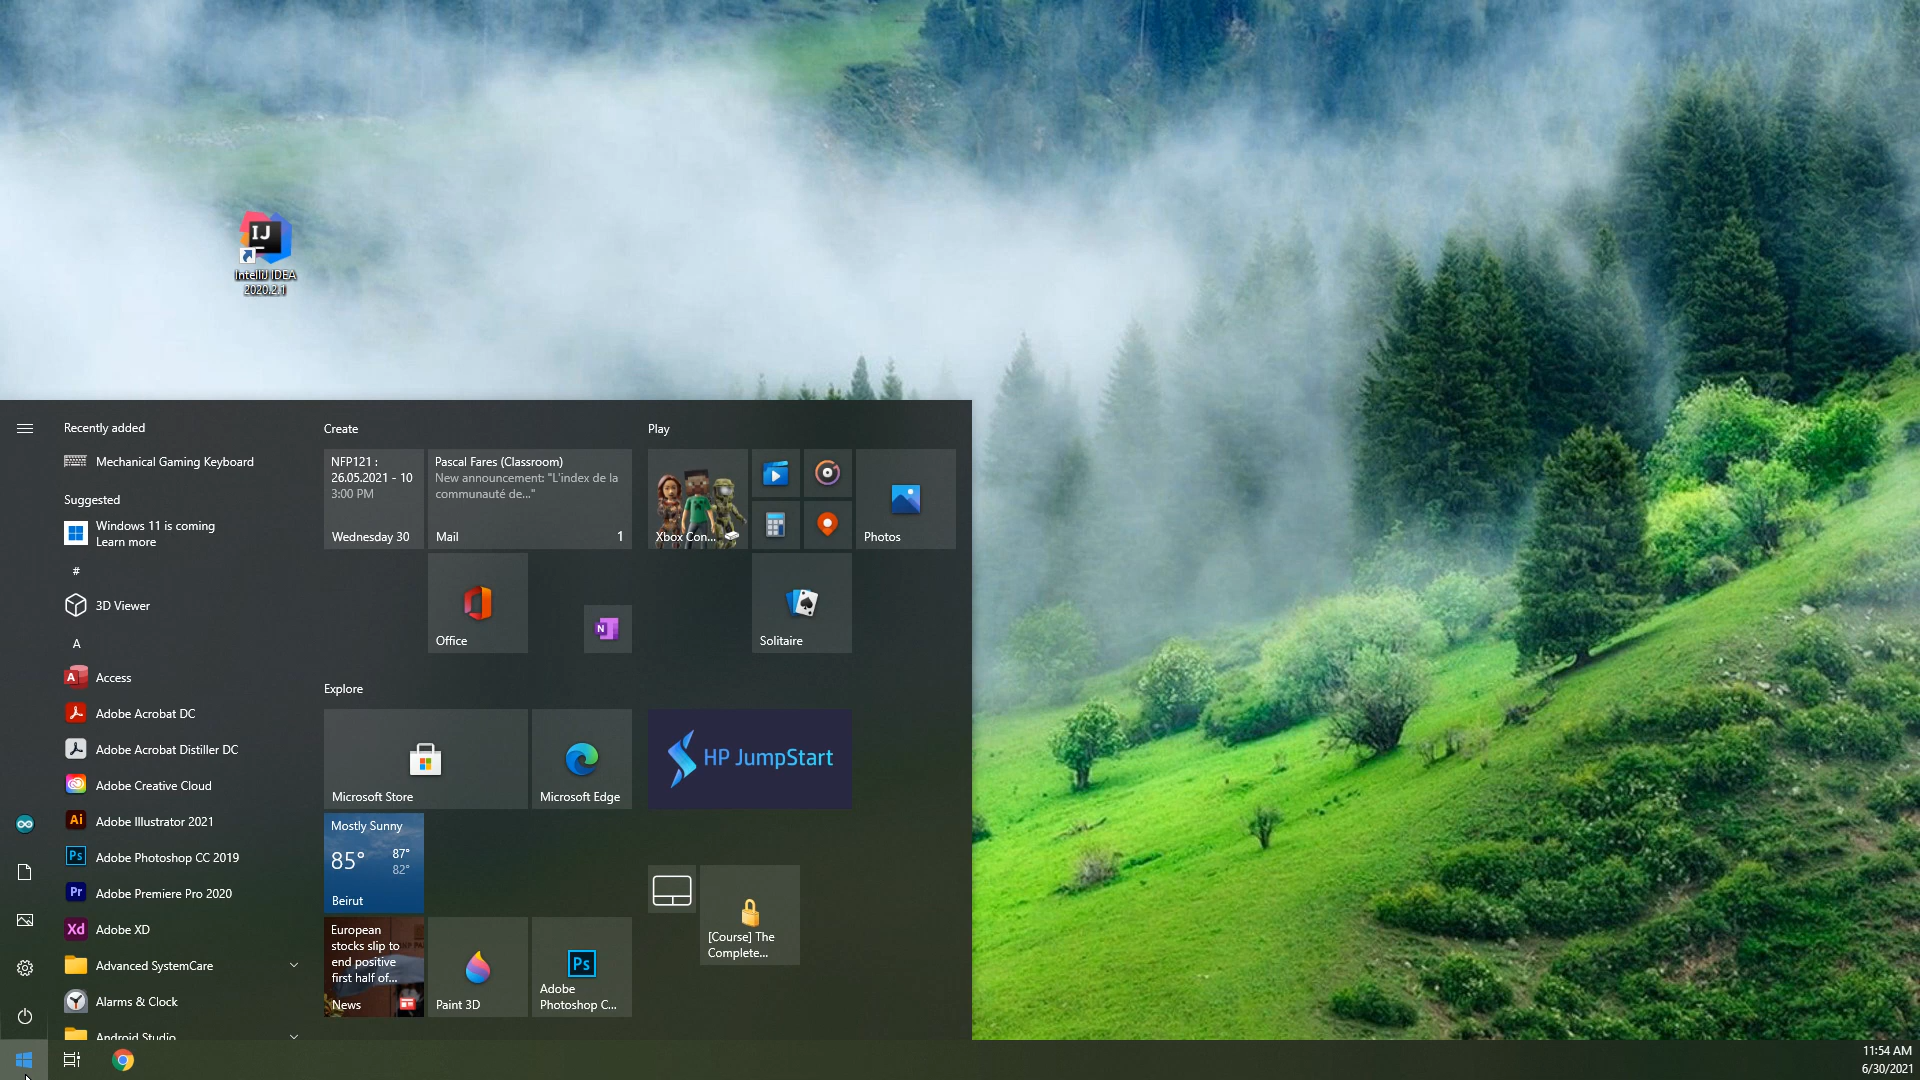 IJ
IntelliJ IDEA
2020.2.1
Recently added
Mechanical Gaming Keyboard
Suggested
Windows 11 is coming
Learn more
#
3D Viewer
A
A
Access
Adobe Acrobat DC
Adobe Acrobat Distiller DC
Adobe Creative Cloud
Ai
Adobe Illustrator 2021
Ps
Adobe Photoshop CC 2019
Pr
Adobe Premiere Pro 2020
Xd
Adobe XD
Advanced SystemCare
Alarms & Clock
Android Studio
Create
NFP121 :
26.05.2021 - 10
3:00 PM
Wednesday 30
Pascal Fares (Classroom)
New announcement: "L'index de la
communauté de..."
Mail
1
Office
N
Explore
Microsoft Store
Microsoft Edge
Mostly Sunny
85°
87°
82°
Beirut
European
stocks slip to
end positive
first half of...
News
Paint 3D
Ps
Adobe
Photoshop C...
Play
Xbox Con...
Photos
Solitaire
HP JumpStart
[Course] The
Complete...
11:54 AM
6/30/2021